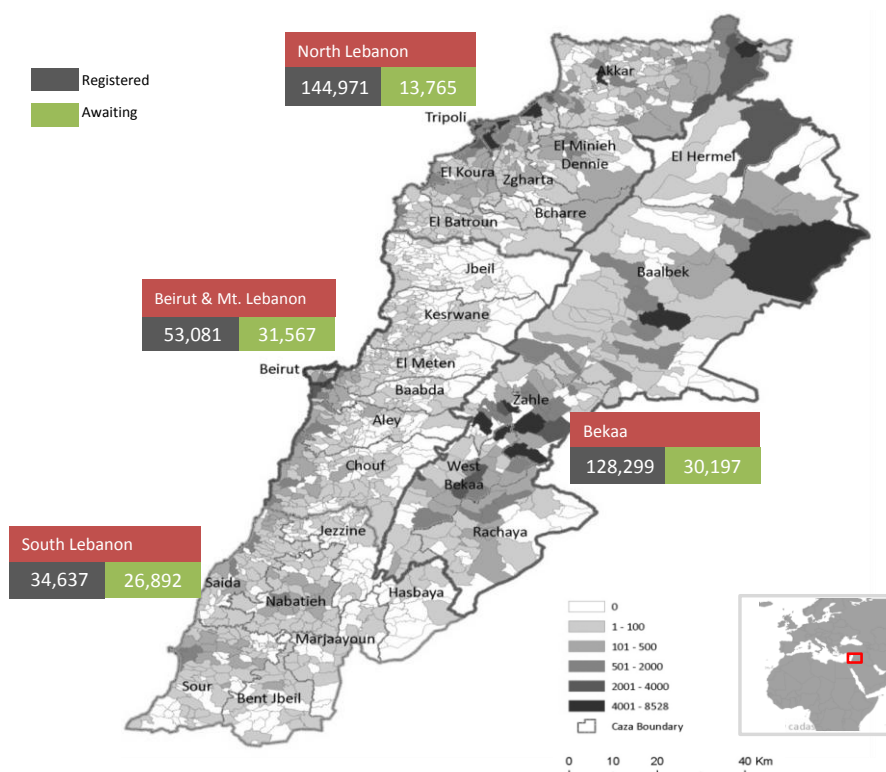 North Lebanon
144,971 13,765
Registered
Awaiting
Akkar
Tripoli
El Minieh
Dennie
El Hermel
El Koura
Zgharta
Bcharre
El Batroun
Jbeil
Baalbek
Beirut & Mt. Lebanon
53,081 31,567
Kesrwane
El Meten
Beirut
Baabda
Zahle
Aley
Bekaa
128,299 30,197
Chouf
West
Bekaa
Jezzine
Rachaya
South Lebanon
34,637 26,892
Saida
Hasbaya
Nabatieh
Marjaayoun
Sour
Bent Jbeil
0
1 - 100
101 - 500
501 - 2000
2001 - 4000
4001 - 8528
Caza Boundary
cadas
0 10 20 40 Km